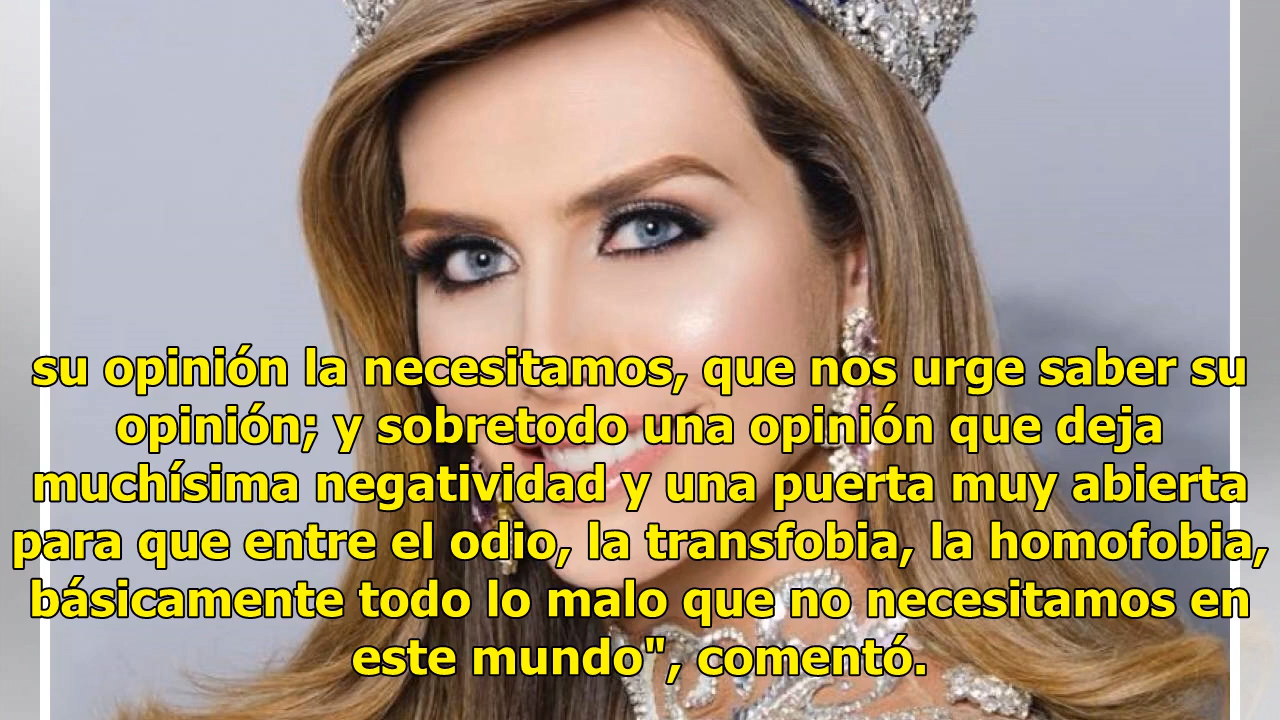 su opinión la necesitamos, que nos urge saber su
opinión; y sobretodo una opinión que deja
muchísima negatividad y una puerta muy abierta
para que entre el odio, la transfobia, la homofobia,
básicamente todo lo malo que no necesitamos en
este mundo", comentó.